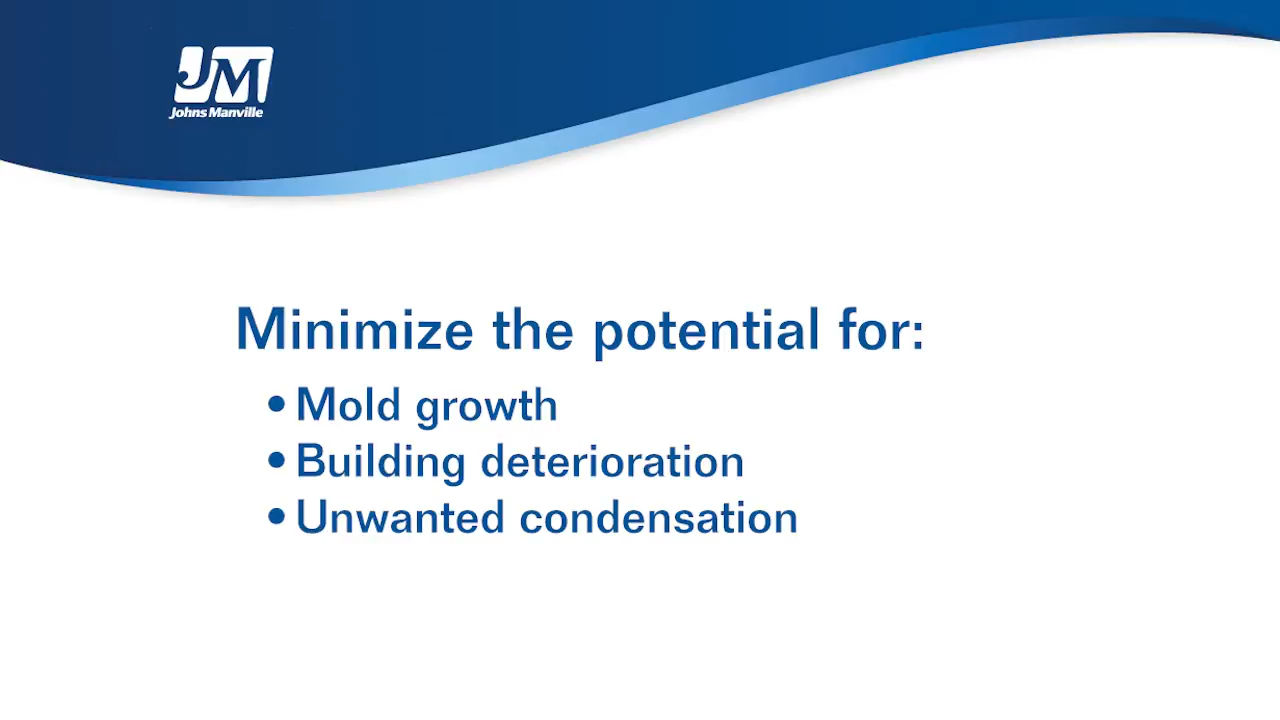 JM
Johns Manville
Minimize the potential for:
• Mold growth
• Building deterioration
• Unwanted condensation